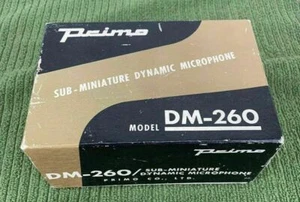 Primo
SUB-MINIATURE DYNAMIC MICROPHONE
MODEL DM-260
Primo
DM-260/SUB-MINIATURE
DYNAMIC MICROPHONE
PRIMO CO., LTD.